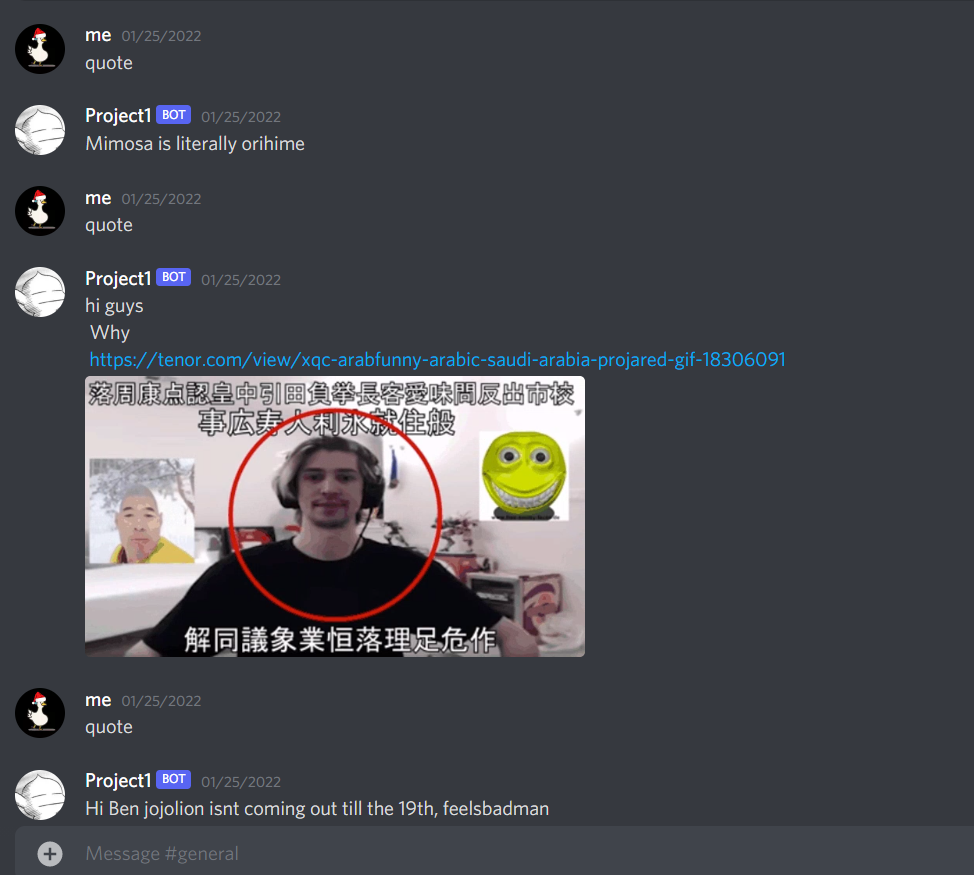 me 01/25/2022
quote
Project1 BOT 01/25/2022
Mimosa is literally orihime
me 01/25/2022
quote
Project1 BOT 01/25/2022
hi guys
Why
https://tenor.com/view/xqc-arabfunny-arabic-saudi-arabia-projared-gif-18306091
落周康点認皇中引田負挙長客愛味間反出市校
事広寿人利氷就住般
解同議象業恒落理足危作
me 01/25/2022
quote
Project1 BOT 01/25/2022
Hi Ben jojolion isnt coming out till the 19th, feelsbadman
Message #general